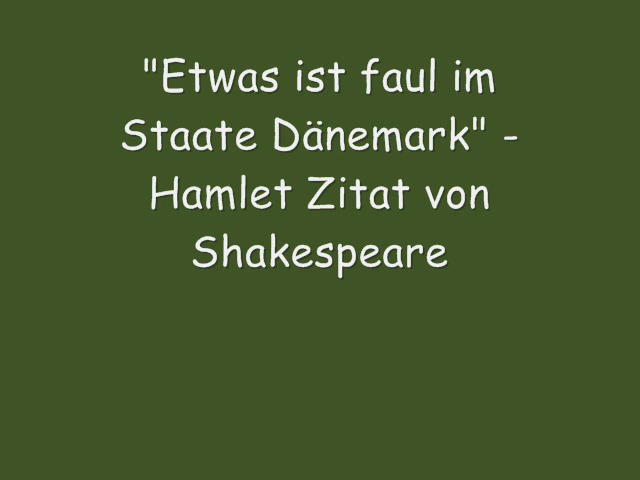 "Etwas ist faul im
Staate Dänemark" -
Hamlet Zitat von
Shakespeare